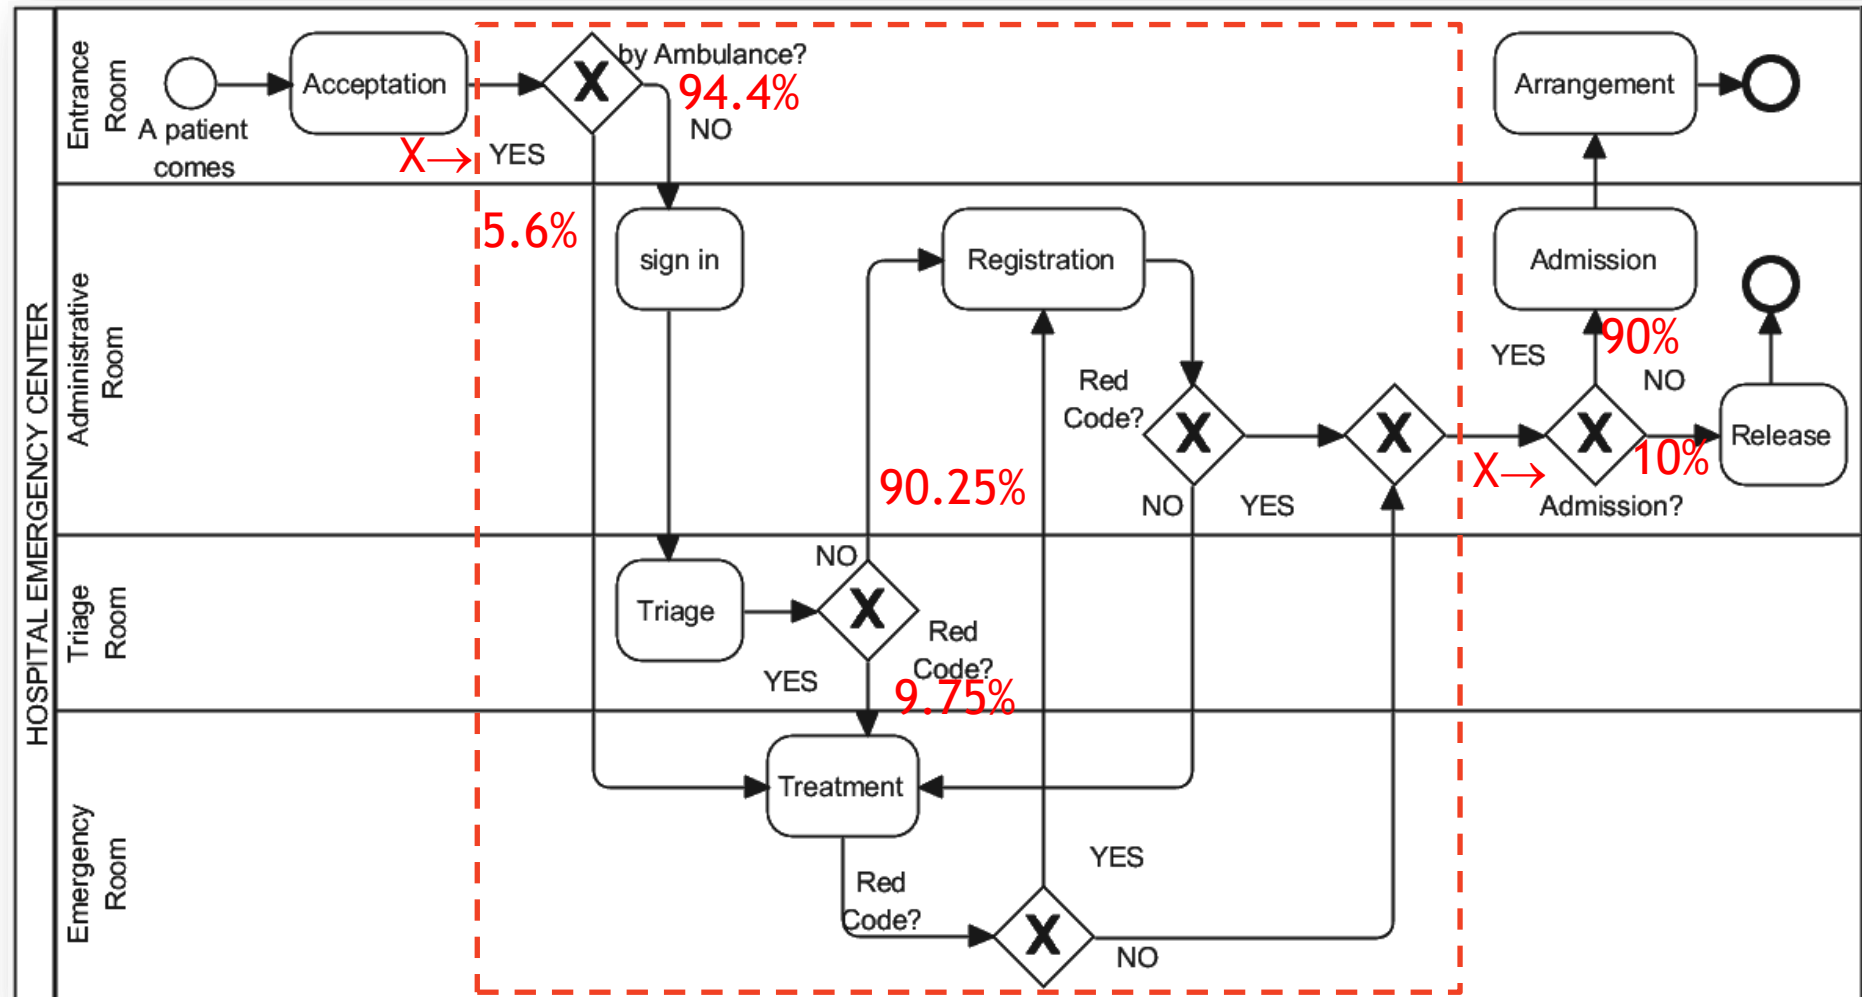 HOSPITAL EMERGENCY CENTER
Entrance
Room
A patient
comes
Acceptation
X→
X
by Ambulance?
94.4%
NO
YES
5.6%
Arrangement
Administrative
Room
sign in
Registration
Red
Code?
X
NO
YES
X
90.25%
X→
Admission
YES
90%
NO
X
10%
Admission?
Release
Triage
Room
Triage
NO
X
Red
Code?
YES
9.75%
Emergency
Room
Treatment
Red
Code?
X
YES
NO